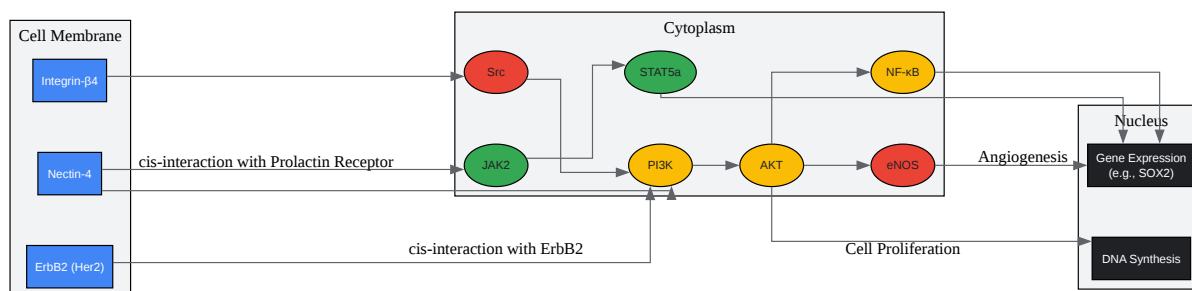 Cell Membrane
Integrin-β4
Nectin-4
ErbB2 (Her2)
cis-interaction with Prolactin Receptor
cis-interaction with ErbB2
Cytoplasm
Src
STAT5a
NF-κB
JAK2
PI3K
AKT
eNOS
Angiogenesis
Cell Proliferation
Nucleus
Gene Expression
(e.g., SOX2)
DNA Synthesis